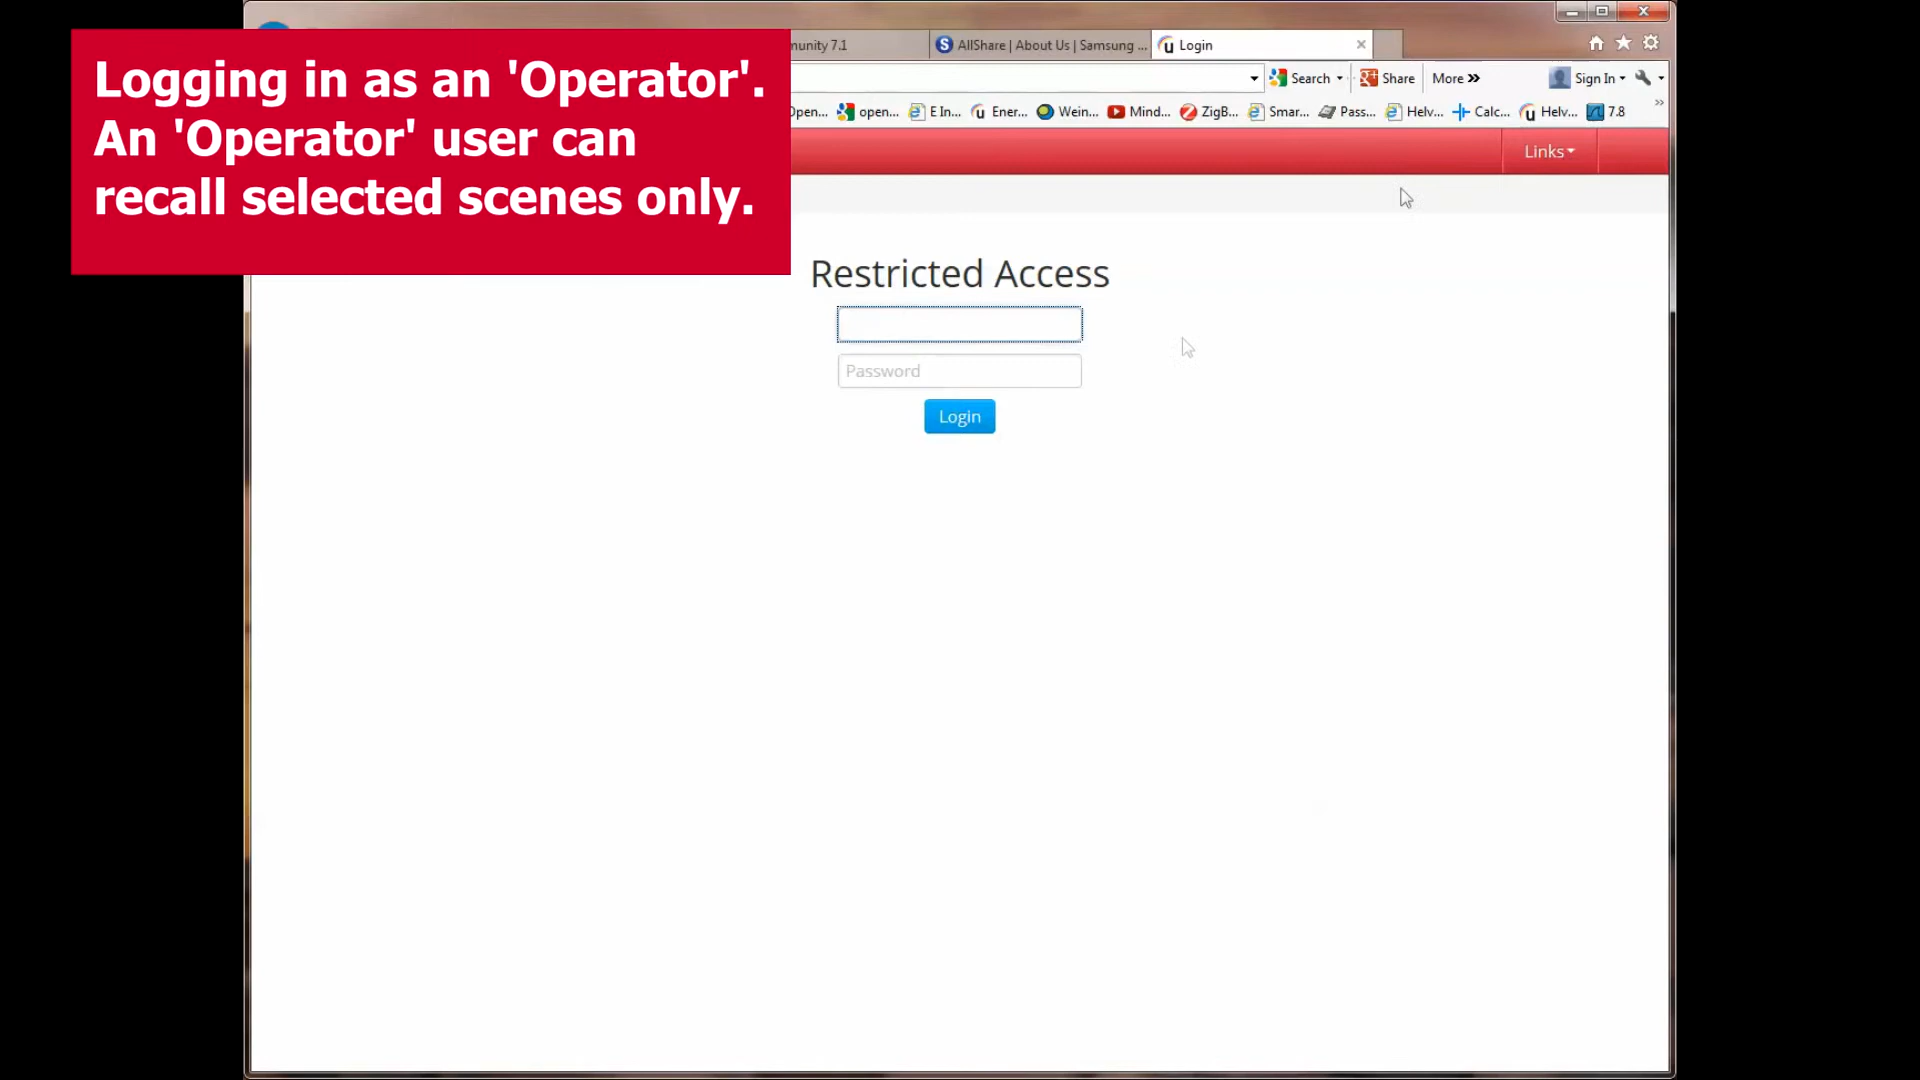 Logging in as an 'Operator'.
An 'Operator' user can
recall selected scenes only.
nunity 7.1
AllShare | About Us | Samsung ...
Login
Search
Share
More »
Sign In
Open...
open...
E In...
Ener...
Wein...
Mind...
ZigB...
Smar...
Pass...
Helv...
Calc...
Helv...
7.8
Links
Restricted Access
Password
Login